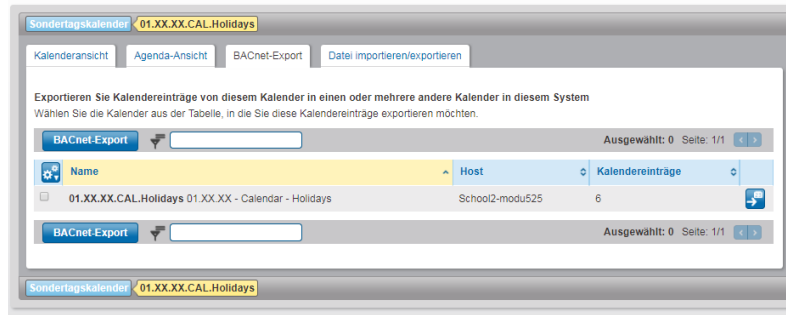 Sondertagskalender 01.XX.XX.CAL.Holidays
Kalenderansicht Agenda-Ansicht BACnet-Export Datei importieren/exportieren
Exportieren Sie Kalendereinträge von diesem Kalender in einen oder mehrere andere Kalender in diesem System
Wählen Sie die Kalender aus der Tabelle, in die Sie diese Kalendereinträge exportieren möchten.
BACnet-Export Ausgewählt: 0 Seite: 1/1
Name Host Kalendereinträge
01.XX.XX.CAL.Holidays 01.XX.XX - Calendar - Holidays School2-modu525 6
BACnet-Export Ausgewählt: 0 Seite: 1/1
Sondertagskalender 01.XX.XX.CAL.Holidays